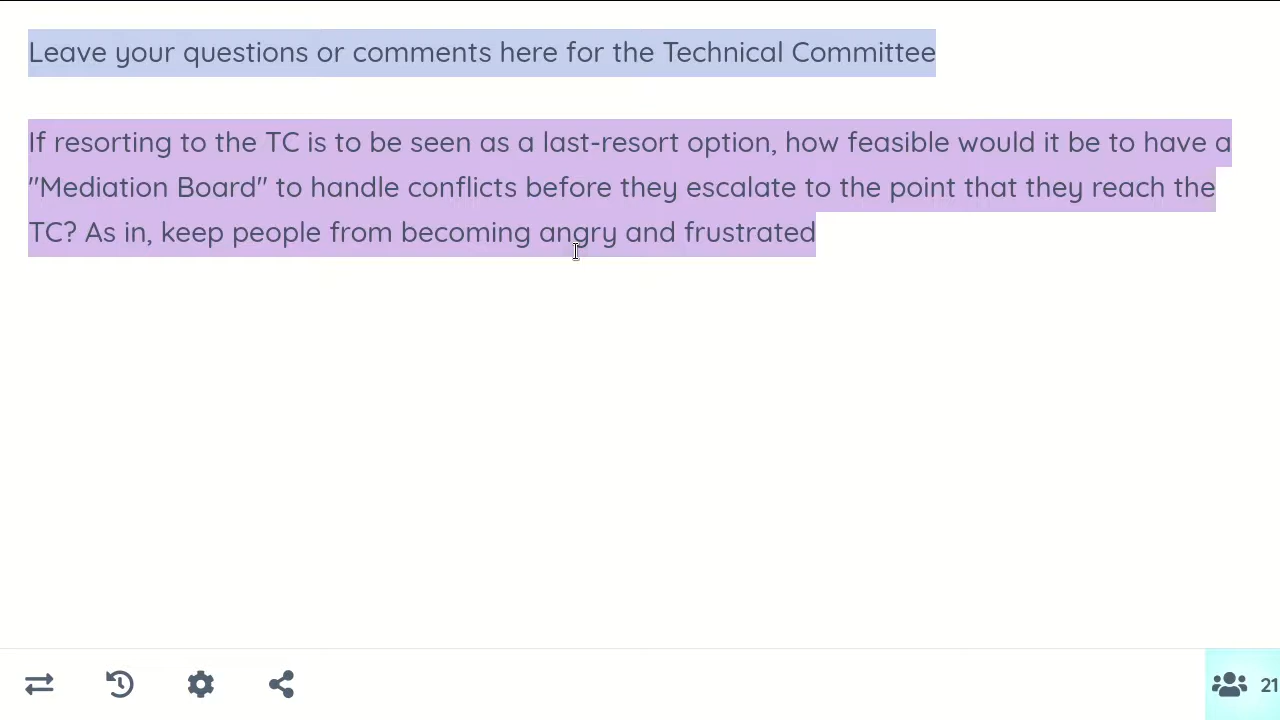 Leave your questions or comments here for the Technical Committee
If resorting to the TC is to be seen as a last-resort option, how feasible would it be to have a
"Mediation Board" to handle conflicts before they escalate to the point that they reach the
TC? As in, keep people from becoming angry and frustrated
21